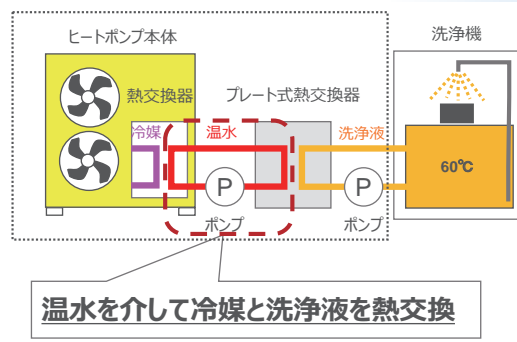 ヒートポンプ本体
洗浄機
熱交換器
プレート式熱交換器
冷媒
温水
洗浄液
60℃
P
P
ポンプ
ポンプ
温水を介して冷媒と洗浄液を熱交換